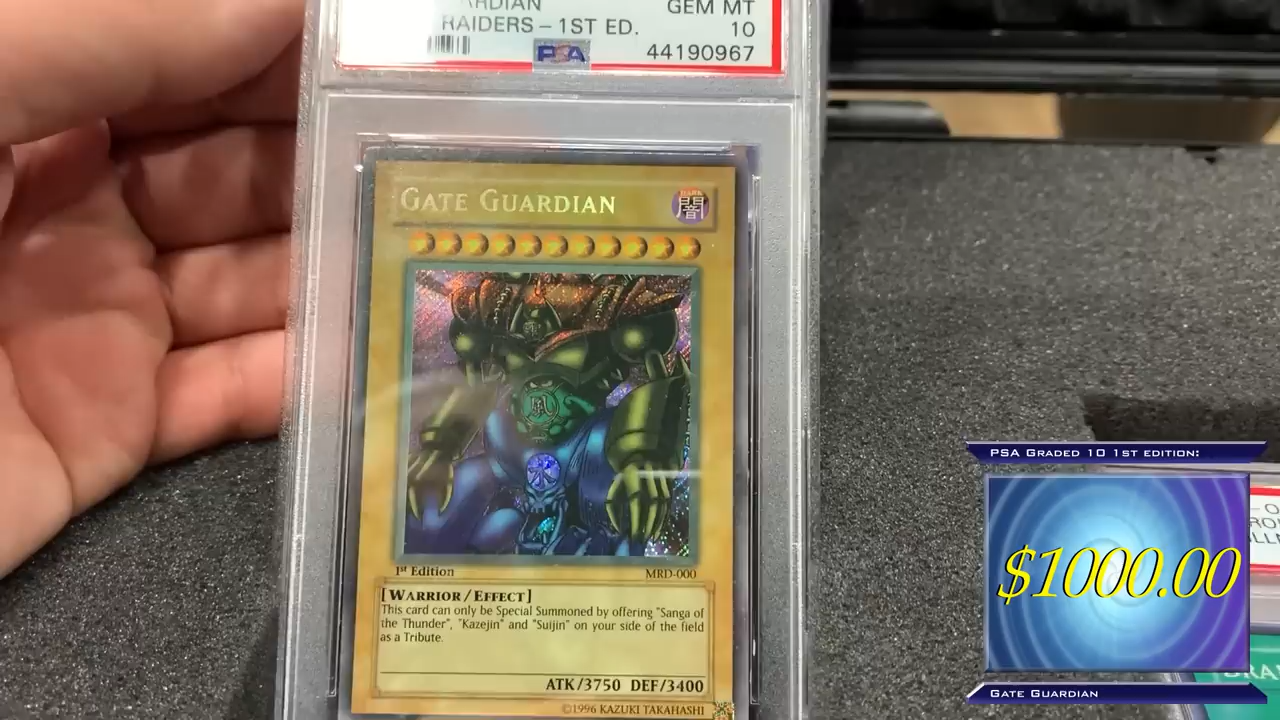 GEM MT
RAIDERS – 1ST ED.
10
PSA
44190967
GATE GUARDIAN
DARK
闇
1st Edition
MRD-000
[WARRIOR/EFFECT]
This card can only be Special Summoned by offering "Sanga of
the Thunder", "Kazejin" and "Suijin" on your side of the field
as a Tribute.
ATK/3750 DEF/3400
©1996 KAZUKI TAKAHASHI
PSA GRADED 10 1ST EDITION:
$1000.00
GATE GUARDIAN